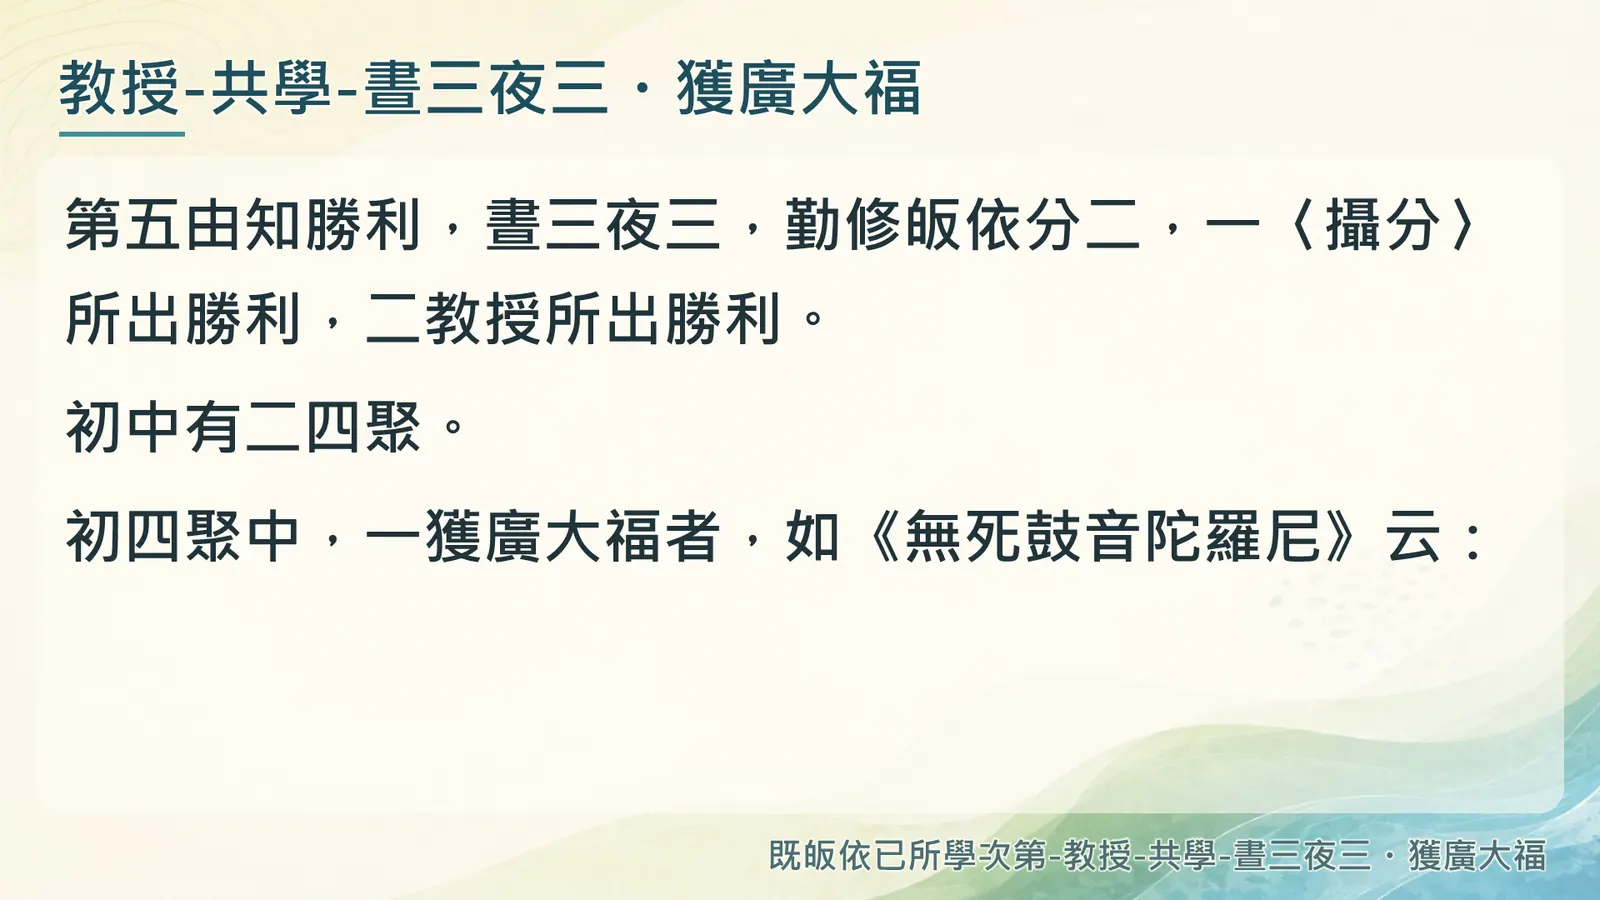 教授-共學-晝三夜三・獲廣大福
第五由知勝利，晝三夜三，勤修皈依分二，一〈攝分〉
所出勝利，二教授所出勝利。
初中有二四聚。
初四聚中，一獲廣大福者，如《無死鼓音陀羅尼》云：
既皈依已所學次第-教授-共學-晝三夜三・獲廣大福